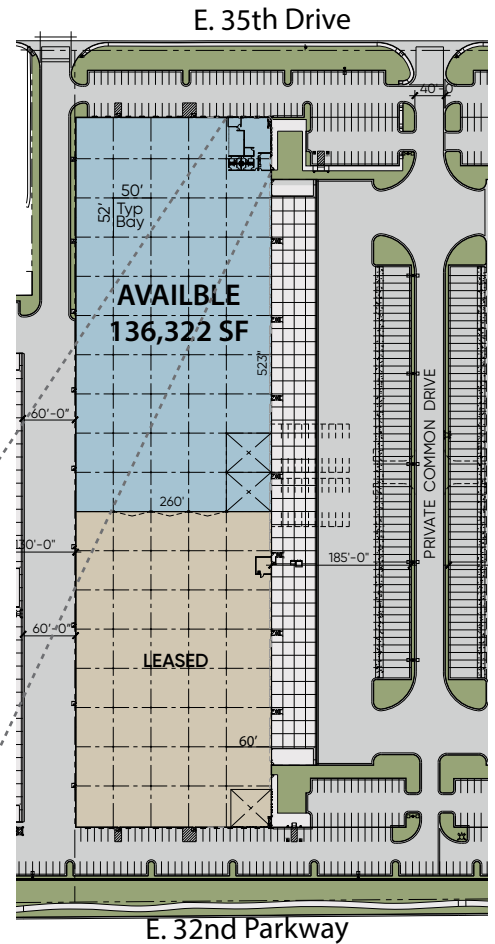 E. 35th Drive
40'-0
50'
52'
Typ
Bay
AVAILBLE
136,322 SF
523"
60'-0"
PRIVATE COMMON DRIVE
260'
130'-0"
185'-0"
60'-0"
LEASED
60'
E. 32nd Parkway